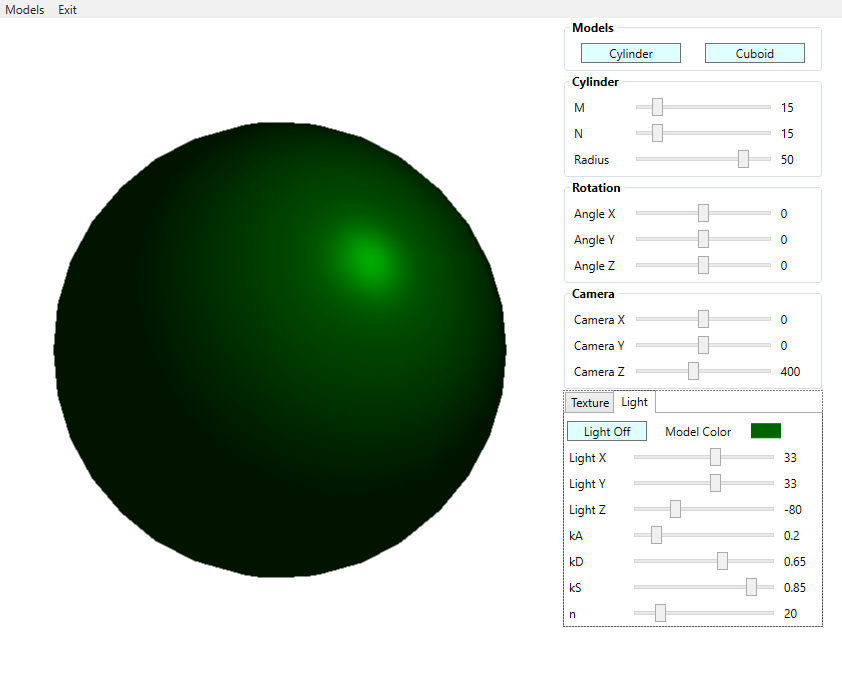 Models Exit
Models
Cylinder Cuboid
Cylinder
M 15
N 15
Radius 50
Rotation
Angle X 0
Angle Y 0
Angle Z 0
Camera
Camera X 0
Camera Y 0
Camera Z 400
Texture Light
Light Off Model Color
Light X 33
Light Y 33
Light Z -80
kA 0.2
kD 0.65
kS 0.85
n 20